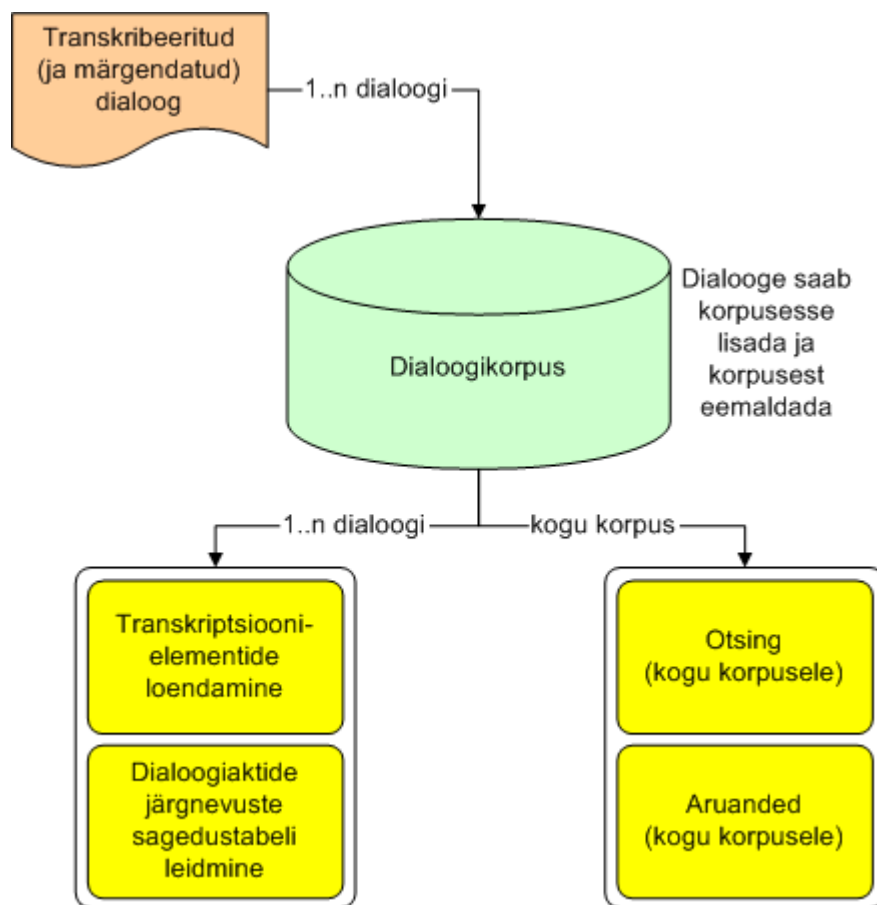 Transkribeeritud
(ja märgendatud)
dialoog
1..n dialoogi
Dialoogikorpus
Dialooge saab
korpusesse
lisada ja
korpusest
eemaldada
1..n dialoogi
kogu korpus
Transkriptsiooni-
elementide
loendamine
Dialoogiaktide
järgnevuste
sagedustabeli
leidmine
Otsing
(kogu korpusele)
Aruanded
(kogu korpusele)